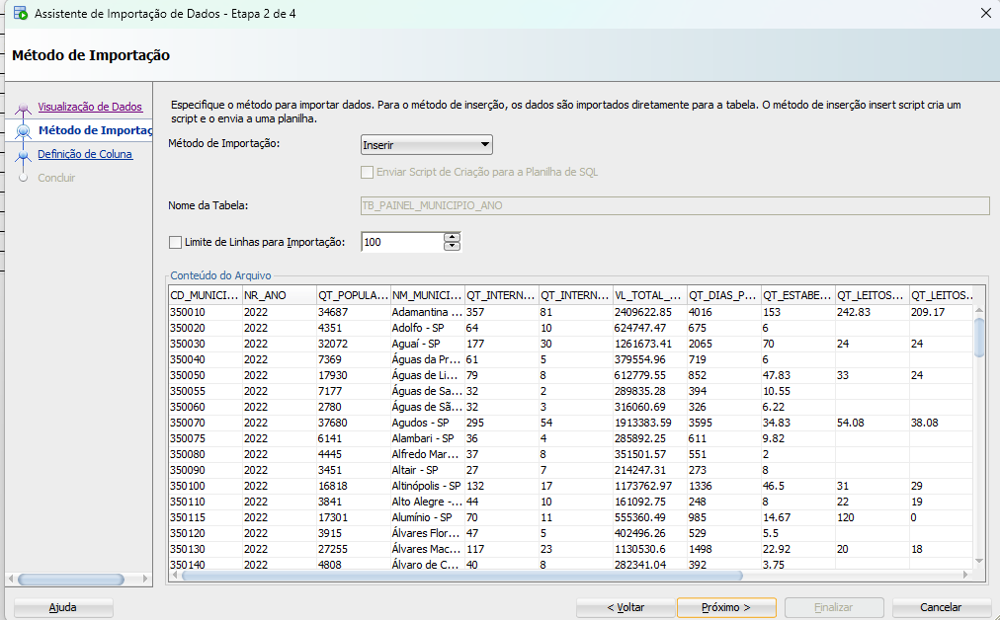 Assistente de Importação de Dados - Etapa 2 de 4
Método de Importação
Visualização de Dados
Método de Importaç
Definição de Coluna
Concluir
Especifique o método para importar dados. Para o método de inserção, os dados são importados diretamente para a tabela. O método de inserção insert script cria um
script e o envia a uma planilha.
Método de Importação: Inserir
Enviar Script de Criação para a Planilha de SQL
Nome da Tabela: TB_PAINEL_MUNICIPIO_ANO
Limite de Linhas para Importação: 100
Conteúdo do Arquivo
CD_MUNICI... NR_ANO QT_POPULA... NM_MUNICI... QT_INTERN... QT_INTERN... VL_TOTAL_... QT_DIAS_P... QT_ESTABE... QT_LEITOS... QT_LEITOS...
350010 2022 34687 Adamantina ... 357 81 2409622.85 4016 153 242.83 209.17
350020 2022 4351 Adolfo - SP 64 10 624747.47 675 6
350030 2022 32072 Aguaí - SP 177 30 1261673.41 2065 70 24 24
350040 2022 7369 Águas da Pr... 61 5 379554.96 719 6
350050 2022 17930 Águas de Li... 79 8 612779.55 852 47.83 33 24
350055 2022 7177 Águas de Sa... 32 2 289835.28 394 10.55
350060 2022 2780 Águas de Sã... 32 3 316060.69 326 6.22
350070 2022 37680 Agudos - SP 295 54 1913383.59 3595 34.83 54.08 38.08
350075 2022 6141 Alambari - SP 36 4 285892.25 611 9.82
350080 2022 4445 Alfredo Mar... 37 8 351501.57 551 2
350090 2022 3451 Altair - SP 27 7 214247.31 273 8
350100 2022 16818 Altinópolis - SP 132 17 1173762.97 1336 46.5 31 29
350110 2022 3841 Alto Alegre -... 44 10 161092.75 248 8 22 19
350115 2022 17301 Alumínio - SP 70 11 555360.49 985 14.67 120 0
350120 2022 3915 Álvares Flor... 47 5 402496.26 529 5.5
350130 2022 27255 Álvares Mac... 117 23 1130530.6 1498 22.92 20 18
350140 2022 4808 Álvaro de C... 40 8 282341.04 392 3.75
Ajuda < Voltar Próximo > Finalizar Cancelar